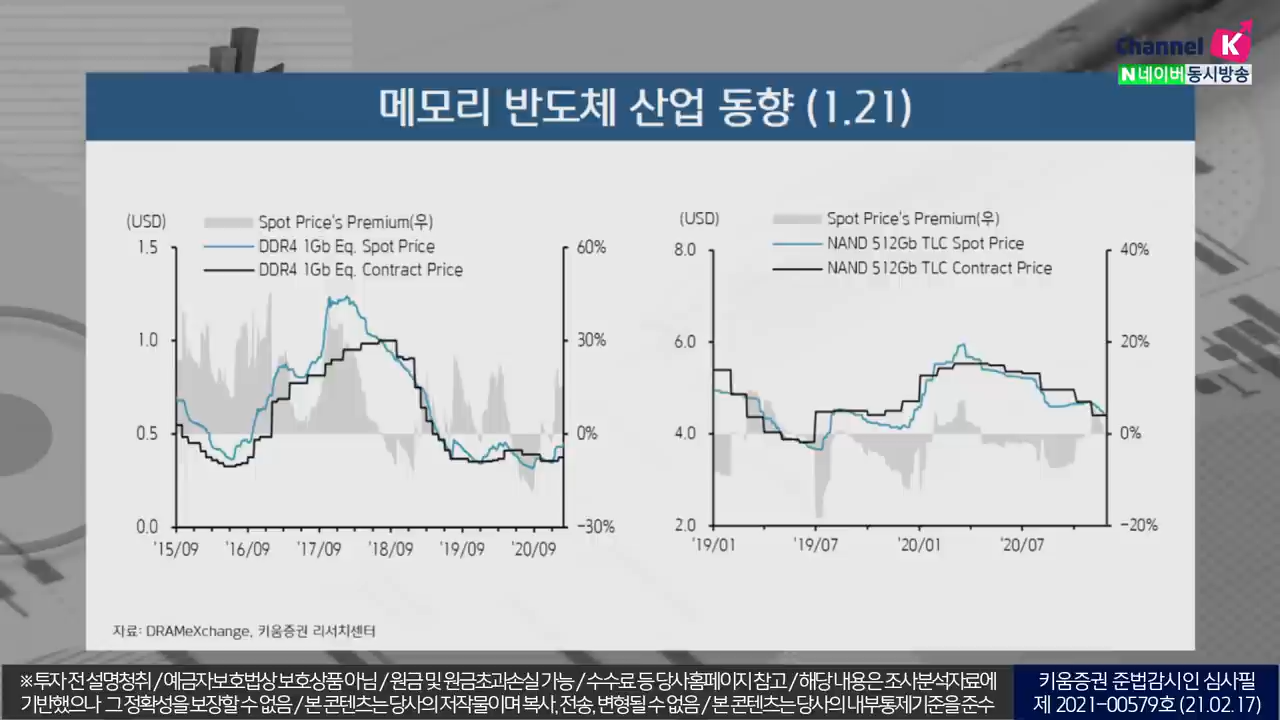 Channel K
N 네이버 동시방송
메모리 반도체 산업 동향 (1.21)
(USD)
Spot Price's Premium(우)
DDR4 1Gb Eq. Spot Price
DDR4 1Gb Eq. Contract Price
1.5
1.0
0.5
0.0
60%
30%
0%
-30%
'15/09
'16/09
'17/09
'18/09
'19/09
'20/09
(USD)
Spot Price's Premium(우)
NAND 512Gb TLC Spot Price
NAND 512Gb TLC Contract Price
8.0
6.0
4.0
2.0
40%
20%
0%
-20%
'19/01
'19/07
'20/01
'20/07
자료: DRAMeXchange, 키움증권 리서치센터
※ 투자 전 설명청취 / 예금자보호법상 보호상품 아님 / 원금 및 원금초과손실 가능 / 수수료 등 당사홈페이지 참고 / 해당 내용은 조사분석자료에
기반했으나 그 정확성을 보장할 수 없음 / 본 콘텐츠는 당사의 저작물이며 복사, 전송, 변형될 수 없음 / 본 콘텐츠는 당사의 내부통제기준을 준수
키움증권 준법감시인 심사필
제 2021-00579호 (21.02.17)